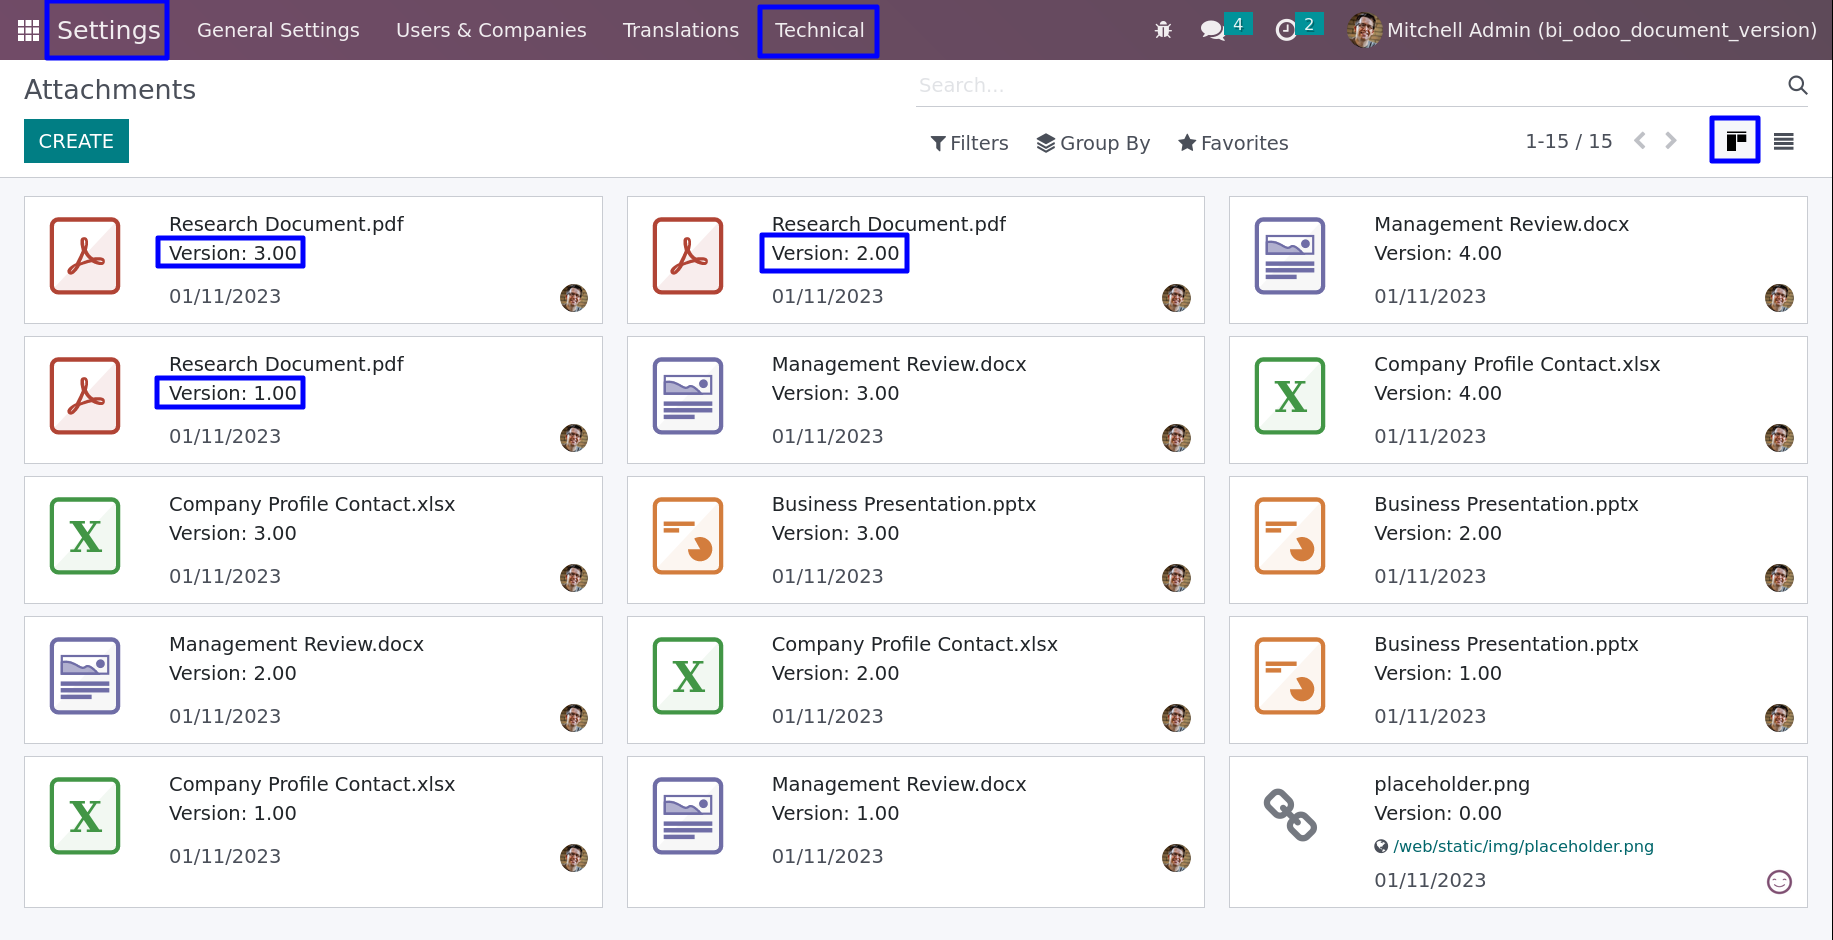 Settings General Settings Users & Companies Translations Technical 4 2 Mitchell Admin (bi_odoo_document_version)
Attachments
Search...
CREATE
Filters Group By Favorites 1-15 / 15
Research Document.pdf
Version: 3.00
01/11/2023
Research Document.pdf
Version: 2.00
01/11/2023
Management Review.docx
Version: 4.00
01/11/2023
Research Document.pdf
Version: 1.00
01/11/2023
Management Review.docx
Version: 3.00
01/11/2023
Company Profile Contact.xlsx
Version: 4.00
01/11/2023
X
Company Profile Contact.xlsx
Version: 3.00
01/11/2023
X
Business Presentation.pptx
Version: 3.00
01/11/2023
Business Presentation.pptx
Version: 2.00
01/11/2023
Management Review.docx
Version: 2.00
01/11/2023
Company Profile Contact.xlsx
Version: 2.00
01/11/2023
X
Business Presentation.pptx
Version: 1.00
01/11/2023
Company Profile Contact.xlsx
Version: 1.00
01/11/2023
X
Management Review.docx
Version: 1.00
01/11/2023
placeholder.png
Version: 0.00
/web/static/img/placeholder.png
01/11/2023